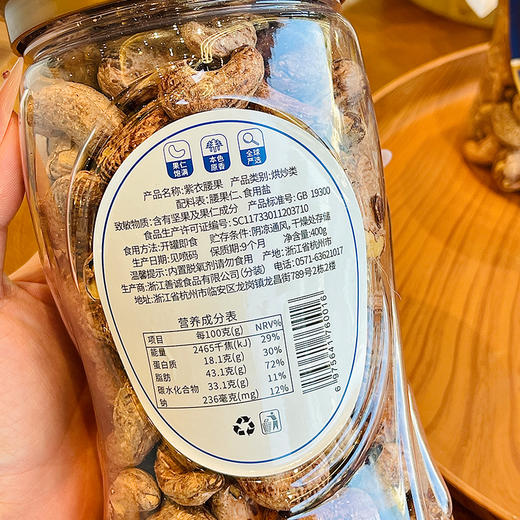 果仁饱满
本色原香
全球严选
产品名称:紫衣腰果 产品类别:烘炒类
配料表:腰果仁、食用盐
致敏物质:含有坚果及果仁成分 产品标准号:GB 19300
食品生产许可证编号:SC11733011203710
食用方法:开罐即食 贮存条件:阴凉通风,干燥处存储
生产日期:见喷码 保质期:9个月 净含量:400g
温馨提示:内置脱氧剂请勿食用 产地:浙江省杭州市
生产商:浙江善诚食品有限公司(分装) 电话:0571-63621017
地址:浙江省杭州市临安区龙岗镇龙昌街789号2栋2楼
营养成分表
项目 每100克(g) NRV%
能量 2465千焦(kJ) 29%
蛋白质 18.1克(g) 30%
脂肪 43.1克(g) 72%
碳水化合物 33.1克(g) 11%
钠 236毫克(mg) 12%
6975641760016